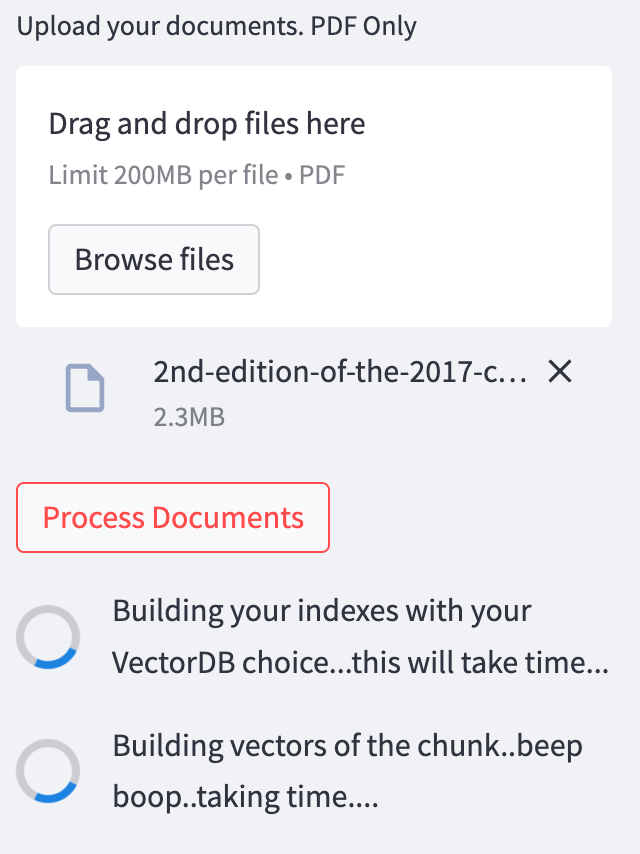 Upload your documents. PDF Only
Drag and drop files here
Limit 200MB per file • PDF
Browse files
2nd-edition-of-the-2017-c...
2.3MB
Process Documents
Building your indexes with your
VectorDB choice...this will take time...
Building vectors of the chunk..beep
boop..taking time....